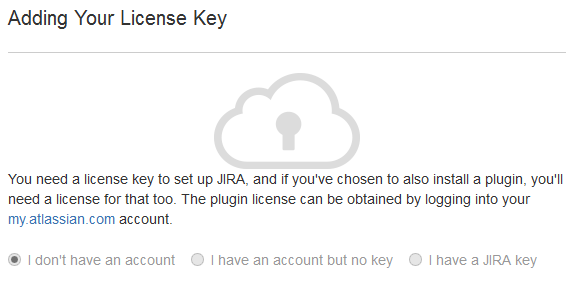 Adding Your License Key
You need a license key to set up JIRA, and if you've chosen to also install a plugin, you'll
need a license for that too. The plugin license can be obtained by logging into your
my.atlassian.com account.
I don't have an account I have an account but no key I have a JIRA key